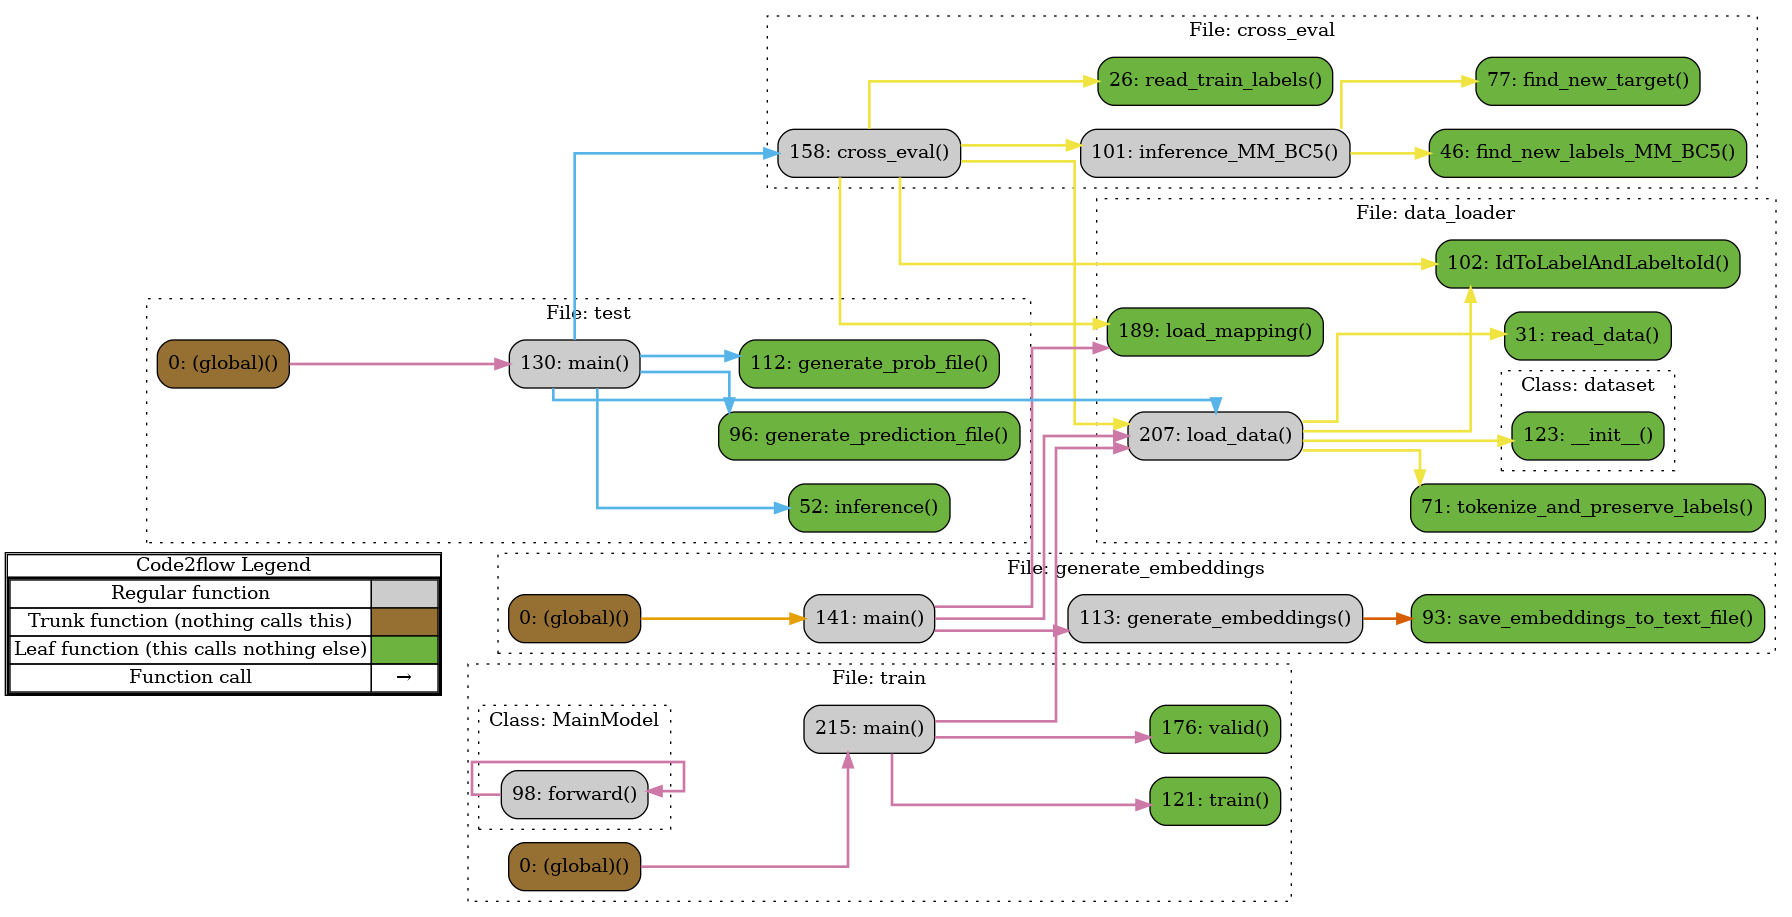 File: cross_eval
26: read_train_labels()
77: find_new_target()
158: cross_eval()
101: inference_MM_BC5()
46: find_new_labels_MM_BC5()
File: data_loader
102: IdToLabelAndLabeltoId()
189: load_mapping()
31: read_data()
Class: dataset
207: load_data()
123: __init__()
71: tokenize_and_preserve_labels()
File: test
0: (global)()
130: main()
112: generate_prob_file()
96: generate_prediction_file()
52: inference()
File: generate_embeddings
0: (global)()
141: main()
113: generate_embeddings()
93: save_embeddings_to_text_file()
Code2flow Legend
Regular function
Trunk function (nothing calls this)
Leaf function (this calls nothing else)
Function call →
File: train
Class: MainModel
215: main()
176: valid()
98: forward()
121: train()
0: (global)()